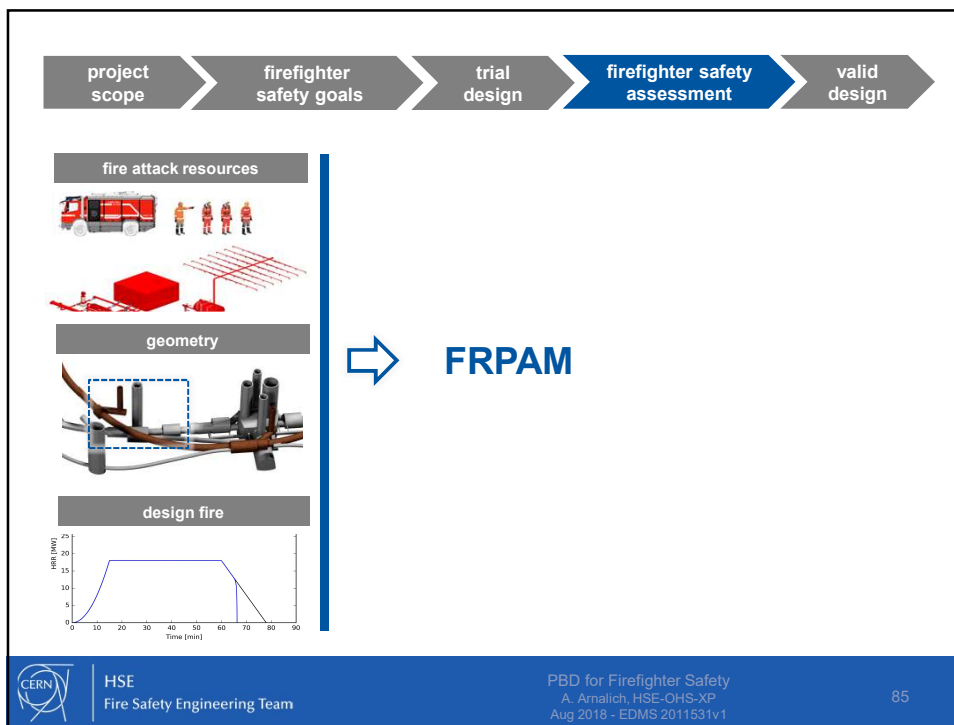 project
scope
firefighter
safety goals
trial
design
firefighter safety
assessment
valid
design
fire attack resources
geometry
FRPAM
design fire
HRR [MW]
25
20
15
10
5
0
0 10 20 30 40 50 60 70 80 90
Time [min]
CERN
HSE
Fire Safety Engineering Team
PBD for Firefighter Safety
A. Arnalich, HSE-OHS-XP
Aug 2018 - EDMS 2011531v1
85